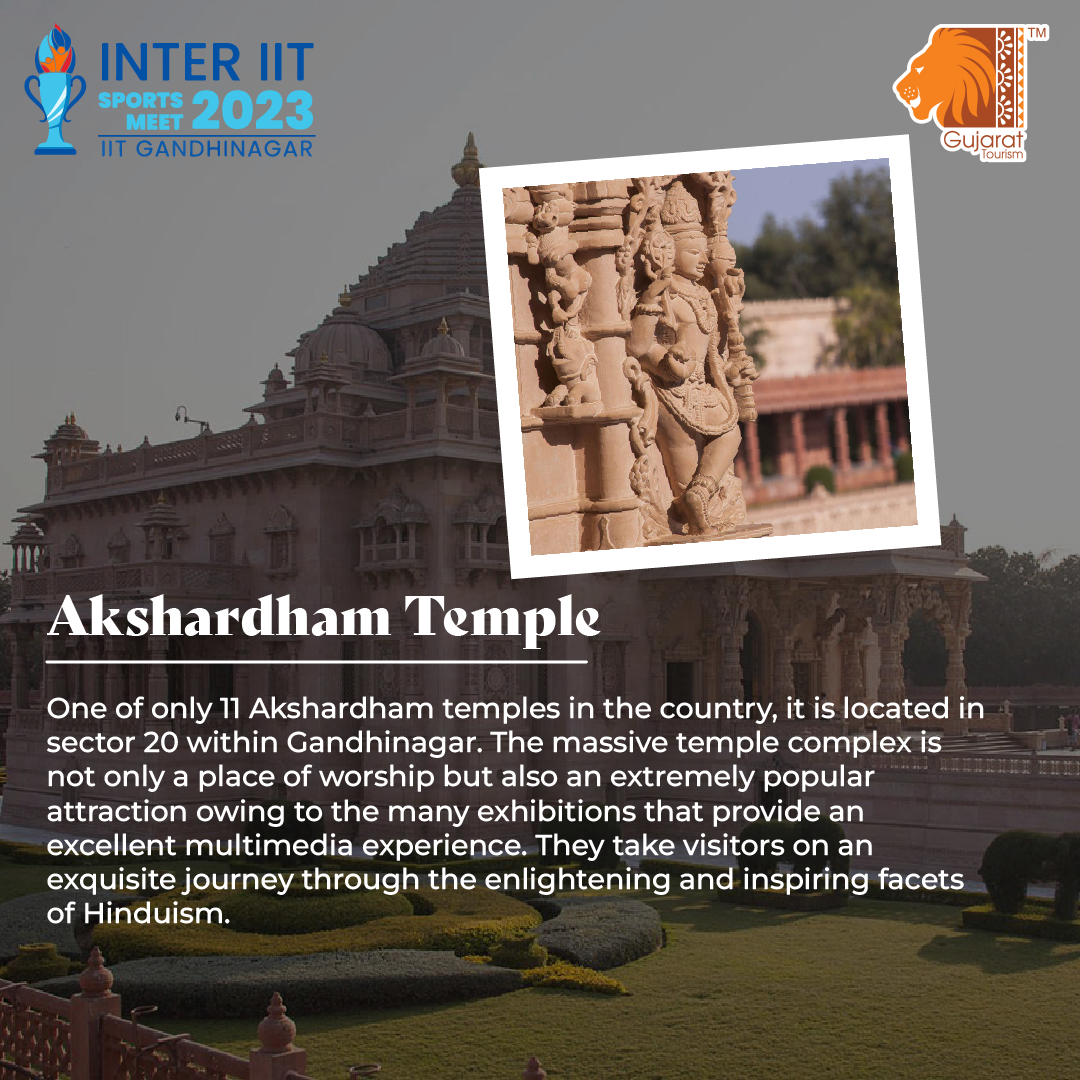 INTER IIT
SPORTS
MEET 2023
IIT GANDHINAGAR
TM
Gujarat
Tourism
Akshardham Temple
One of only 11 Akshardham temples in the country, it is located in
sector 20 within Gandhinagar. The massive temple complex is
not only a place of worship but also an extremely popular
attraction owing to the many exhibitions that provide an
excellent multimedia experience. They take visitors on an
exquisite journey through the enlightening and inspiring facets
of Hinduism.